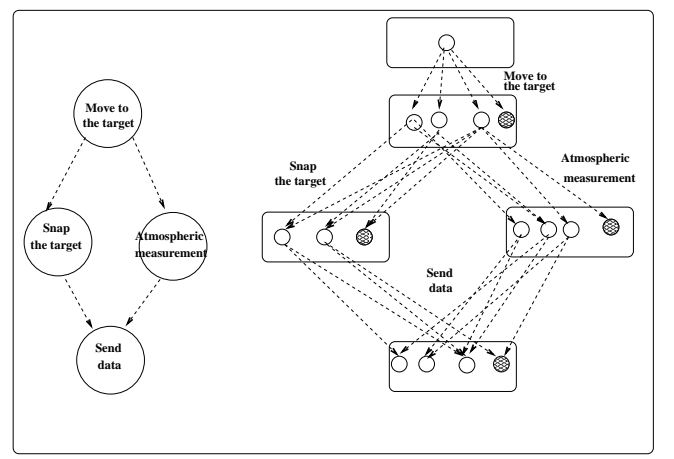 Move to
the target
Snap
the target
Atmospheric
measurement
Send
data
Move to
the target
Snap
the target
Atmospheric
measurement
Send
data